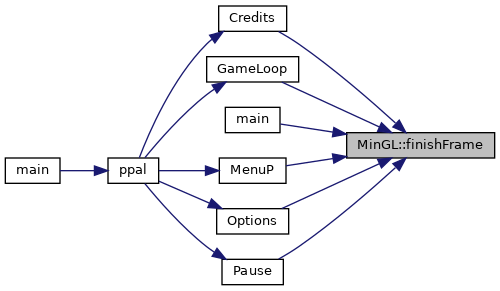 Credits
GameLoop
main
MinGL::finishFrame
main
ppal
MenuP
Options
Pause